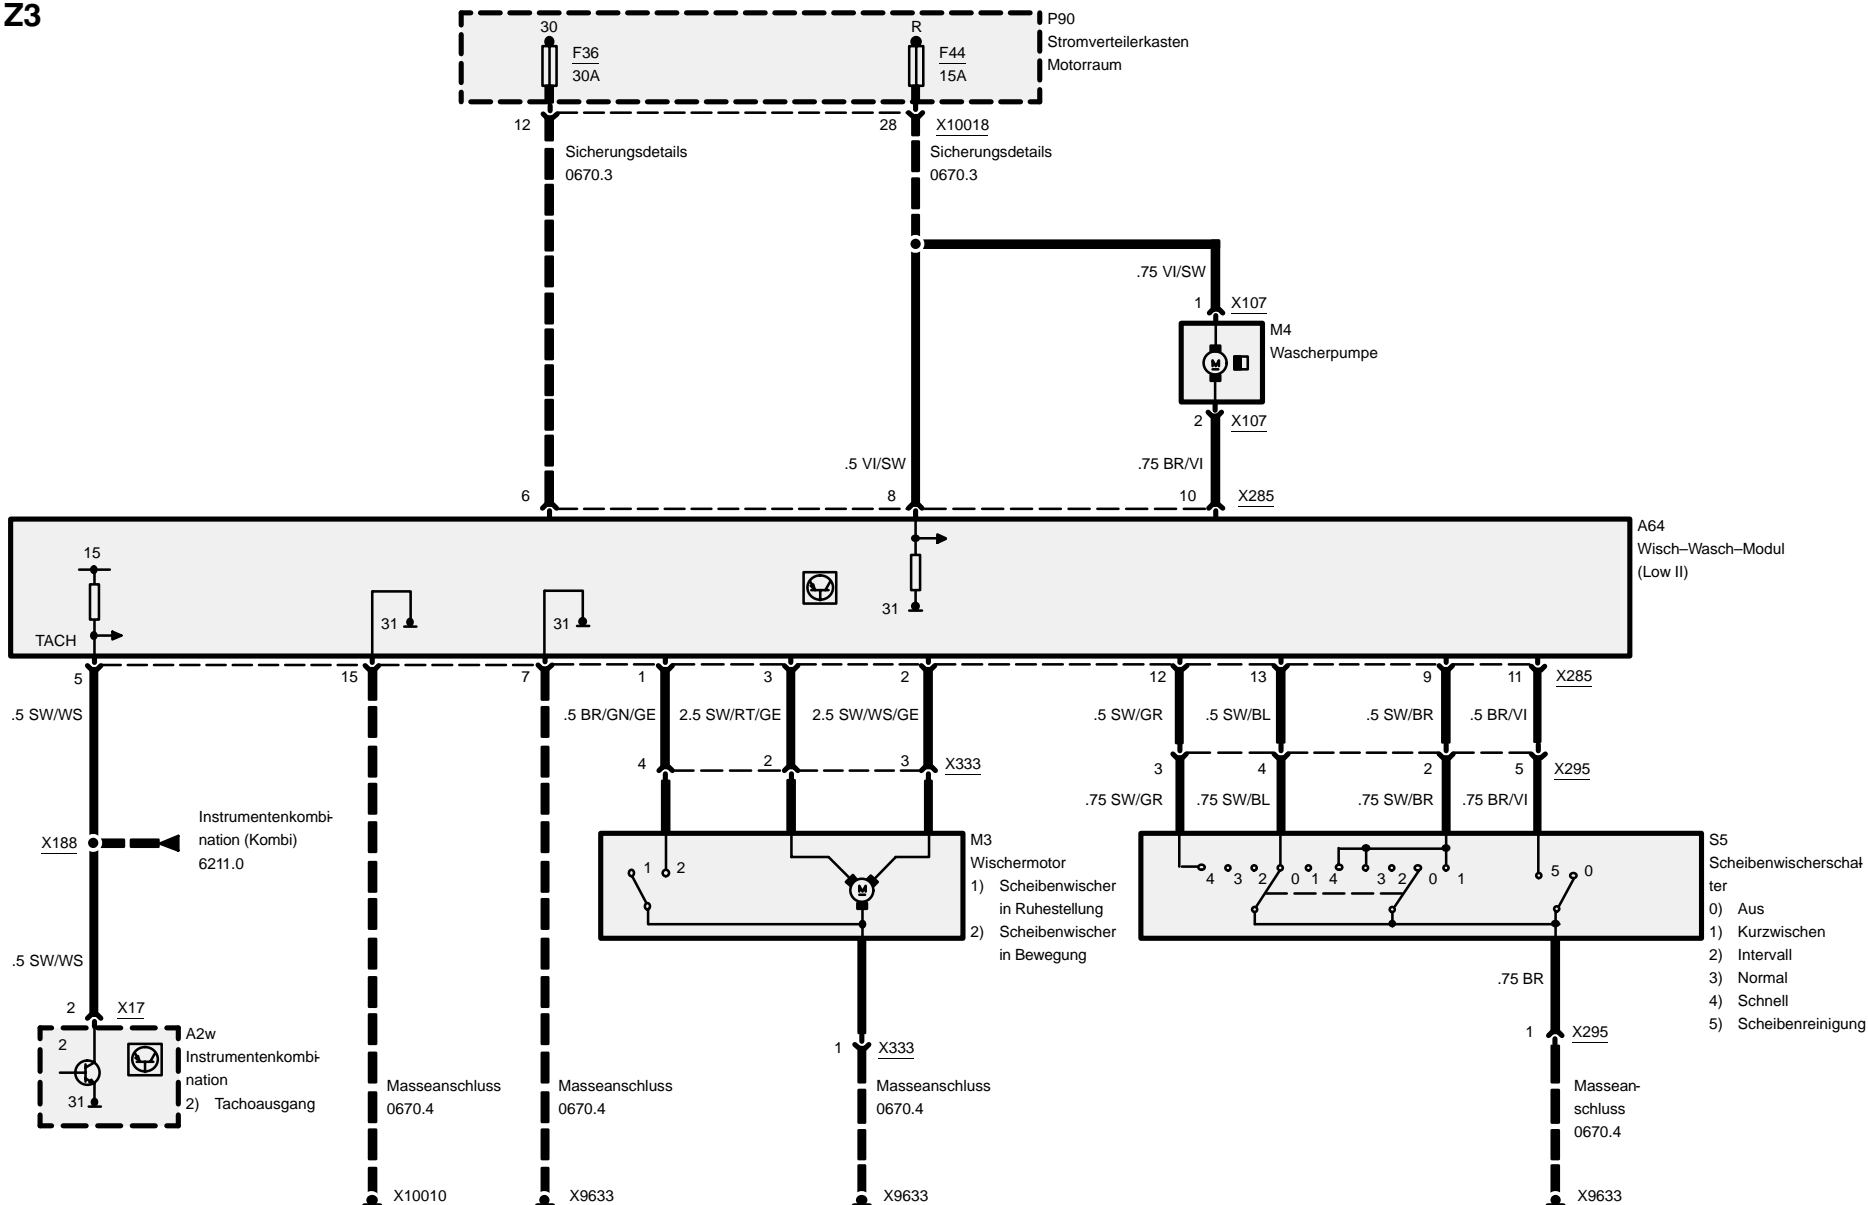 Z3
P90
Stromverteilerkasten
Motorraum
30
F36
30A
R
F44
15A
12
28
X10018
Sicherungsdetails
0670.3
Sicherungsdetails
0670.3
.75 VI/SW
1
X107
M4
Wascherpumpe
M
2
X107
.5 VI/SW
.75 BR/VI
6
8
10
X285
A64
Wisch–Wasch–Modul
(Low II)
15
TACH
31
31
31
5
15
7
1
3
2
12
13
9
11
X285
.5 SW/WS
.5 BR/GN/GE
2.5 SW/RT/GE
2.5 SW/WS/GE
.5 SW/GR
.5 SW/BL
.5 SW/BR
.5 BR/VI
4
2
3
X333
3
4
2
5
X295
.75 SW/GR
.75 SW/BL
.75 SW/BR
.75 BR/VI
X188
Instrumentenkombi-
nation (Kombi)
6211.0
1
2
M
M3
Wischermotor
1) Scheibenwischer
in Ruhestellung
2) Scheibenwischer
in Bewegung
4
3
2
0
1
4
3
2
0
1
5
0
S5
Scheibenwischerschal-
ter
0) Aus
1) Kurzwischen
2) Intervall
3) Normal
4) Schnell
5) Scheibenreinigung
.5 SW/WS
2
X17
2
31
A2w
Instrumentenkombi-
nation
2) Tachoausgang
.75 BR
1
X333
1
X295
Masseanschluss
0670.4
Masseanschluss
0670.4
Masseanschluss
0670.4
Massean-
schluss
0670.4
X10010
X9633
X9633
X9633